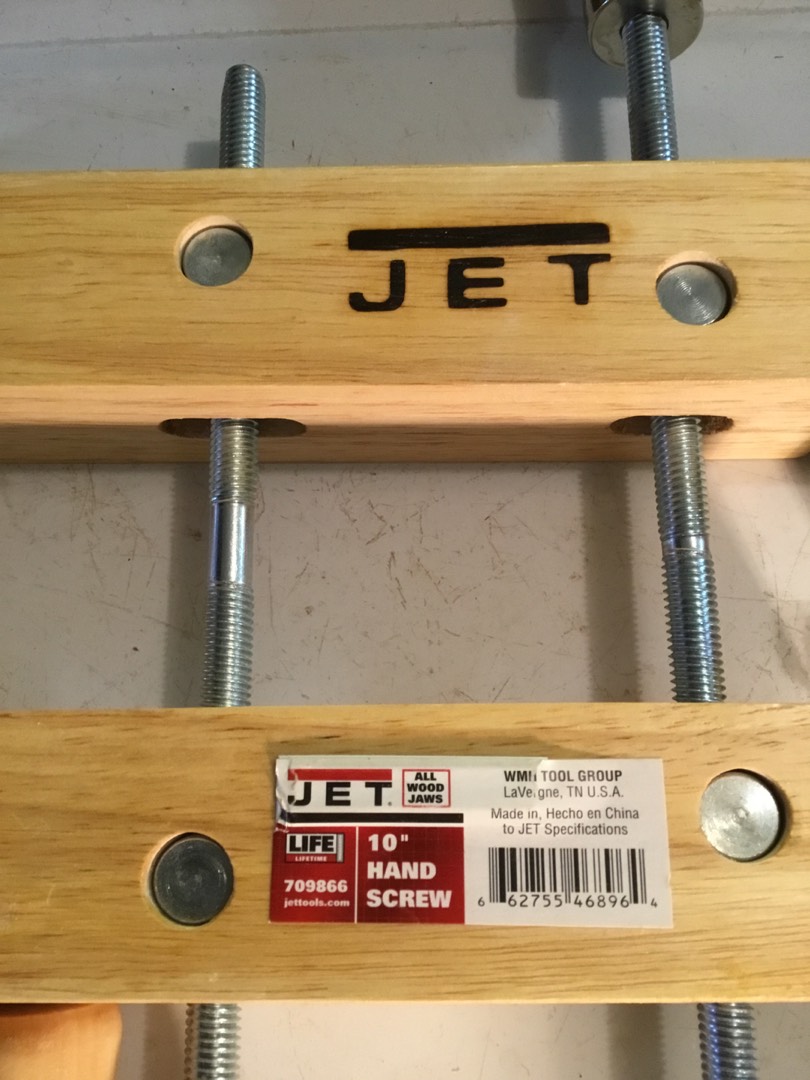 JET
JET
ALL
WOOD
JAWS
WMH TOOL GROUP
LaVergne, TN U.S.A.
Made in, Hecho en China
to JET Specifications
LIFE
LIFETIME
709866
jettools.com
10"
HAND
SCREW
6 62755 46896 4